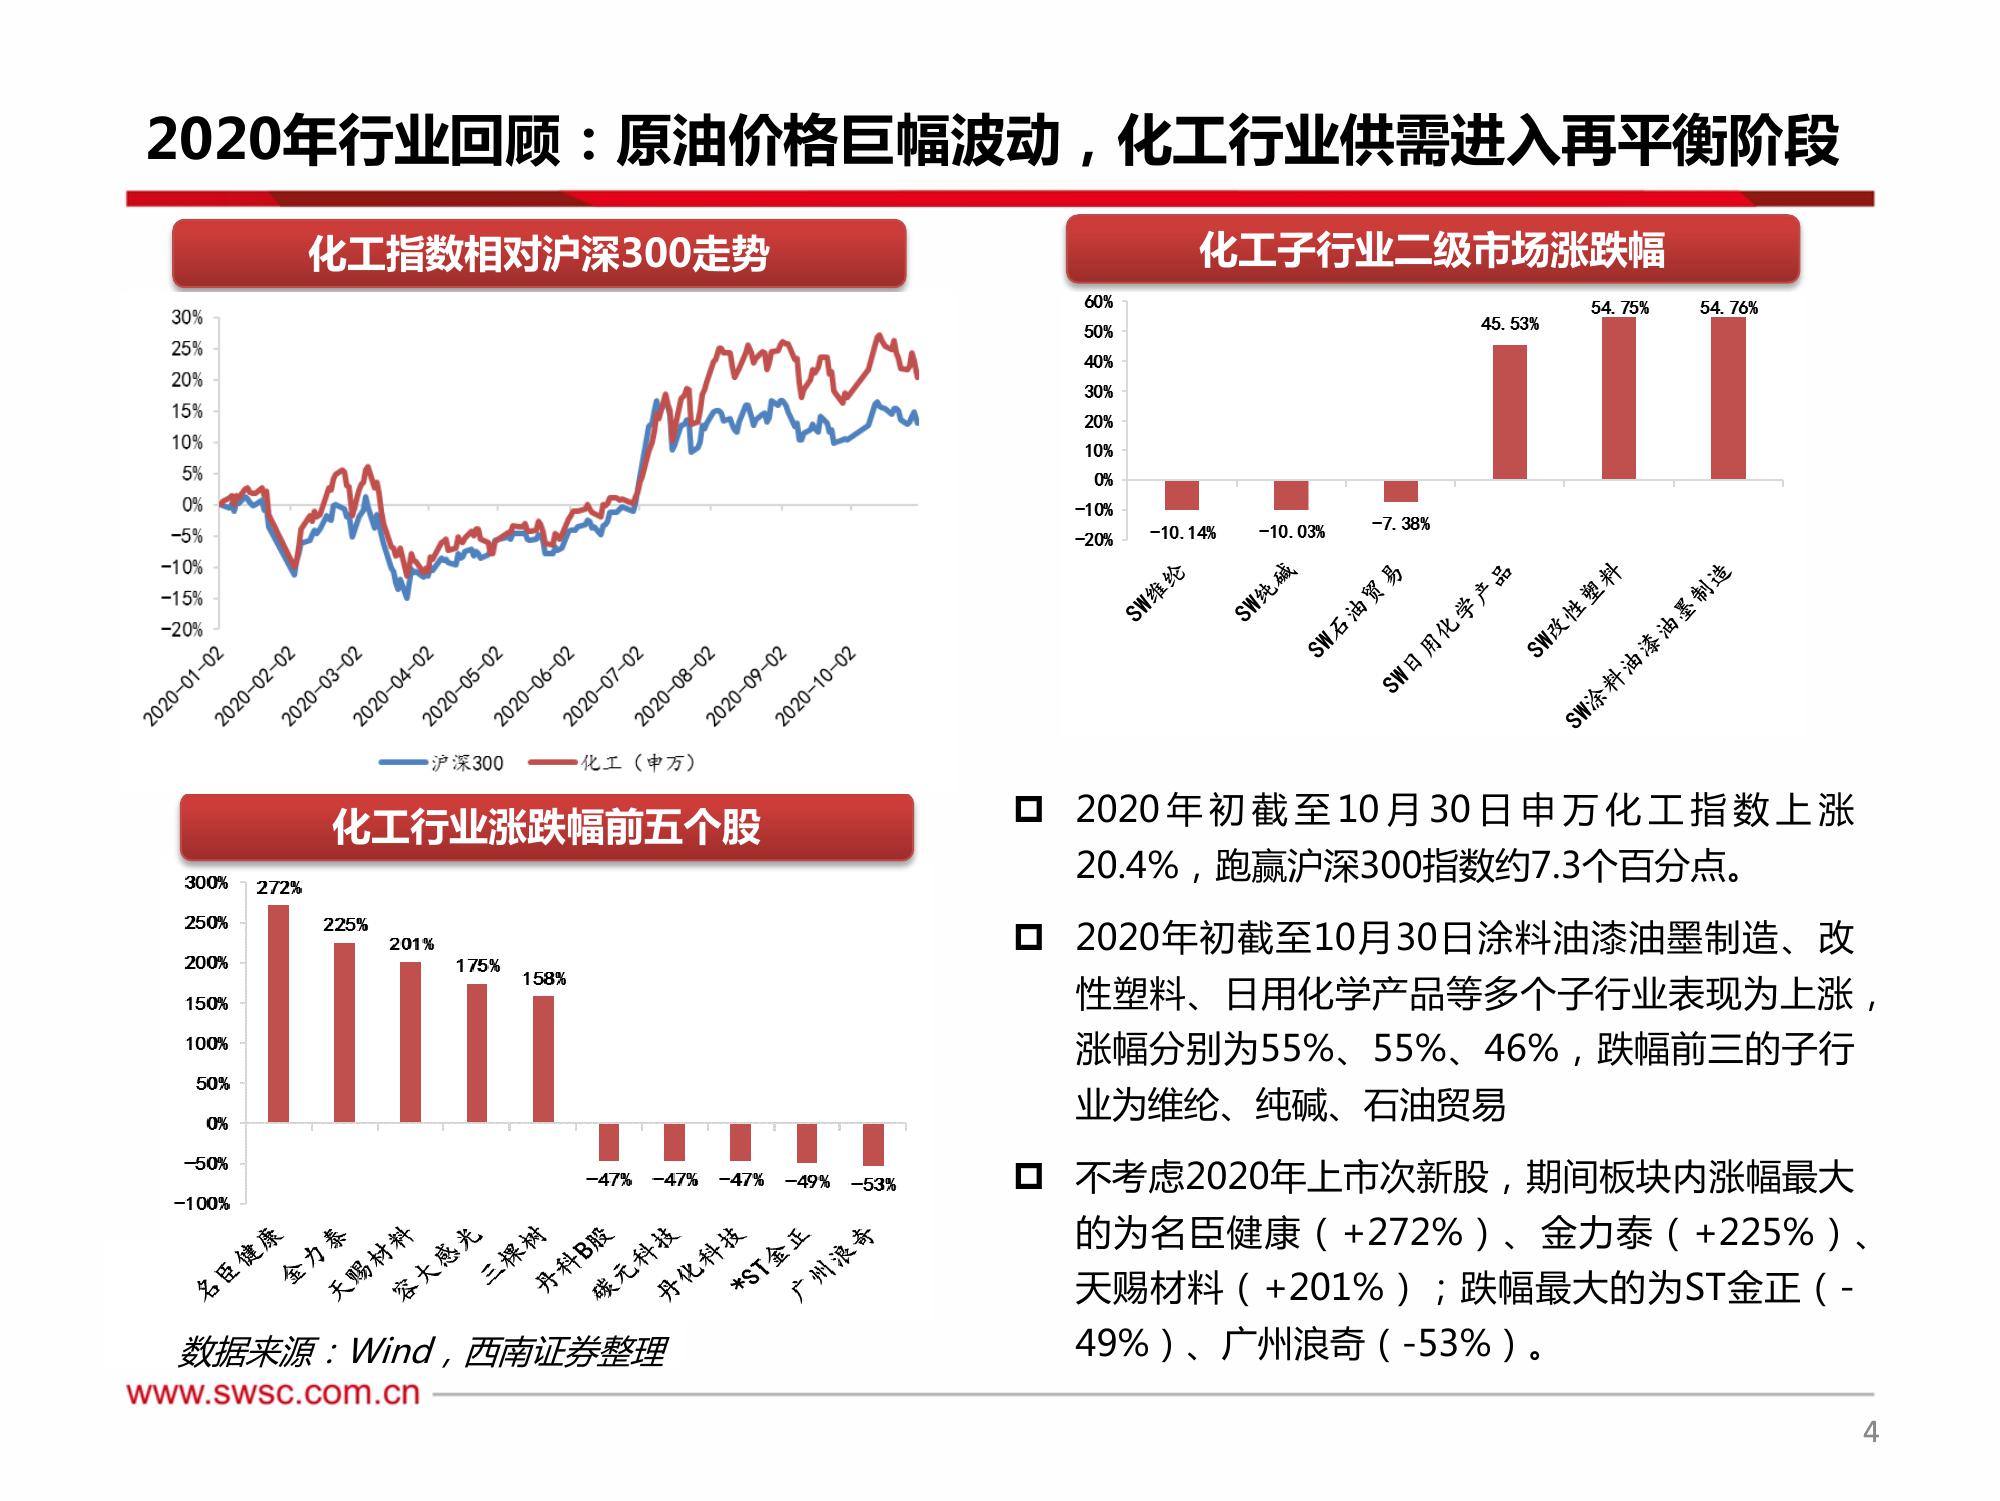 2020年行业回顾：原油价格巨幅波动，化工行业供需进入再平衡阶段
化工指数相对沪深300走势
30%
25%
20%
15%
10%
5%
0%
-5%
-10%
-15%
-20%
2020-01-02
2020-02-02
2020-03-02
2020-04-02
2020-05-02
2020-06-02
2020-07-02
2020-08-02
2020-09-02
2020-10-02
沪深300 化工（申万）
化工子行业二级市场涨跌幅
60%
50%
40%
30%
20%
10%
0%
-10%
-20%
-10.14%
-10.03%
-7.38%
45.53%
54.75%
54.76%
SW维纶
SW纯碱
SW石油贸易
SW日用化学产品
SW改性塑料
SW涂料油漆油墨制造
化工行业涨跌幅前五个股
300%
250%
200%
150%
100%
50%
0%
-50%
-100%
272%
225%
201%
175%
158%
-47%
-47%
-47%
-49%
-53%
名臣健康
金力泰
天赐材料
容大感光
三棵树
丹科B股
碳元科技
丹化科技
*ST金正
广州浪奇
2020年初截至10月30日申万化工指数上涨
20.4%，跑赢沪深300指数约7.3个百分点。
2020年初截至10月30日涂料油漆油墨制造、改
性塑料、日用化学产品等多个子行业表现为上涨，
涨幅分别为55%、55%、46%，跌幅前三的子行
业为维纶、纯碱、石油贸易
不考虑2020年上市次新股，期间板块内涨幅最大
的为名臣健康（+272%）、金力泰（+225%）、
天赐材料（+201%）；跌幅最大的为ST金正（-
49%）、广州浪奇（-53%）。
数据来源：Wind，西南证券整理
www.swsc.com.cn
4